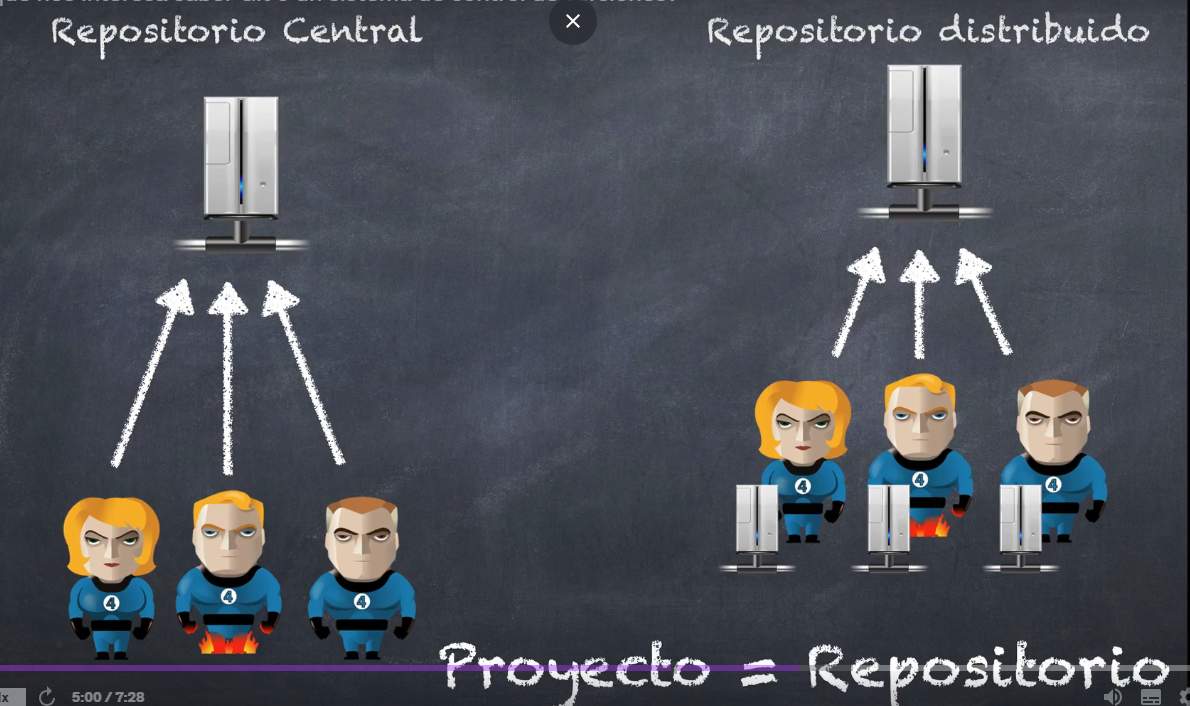 Repositorio Central
Repositorio distribuido
4
4
4
4
4
4
Proyecto = Repositorio
x
5:00 / 7:28